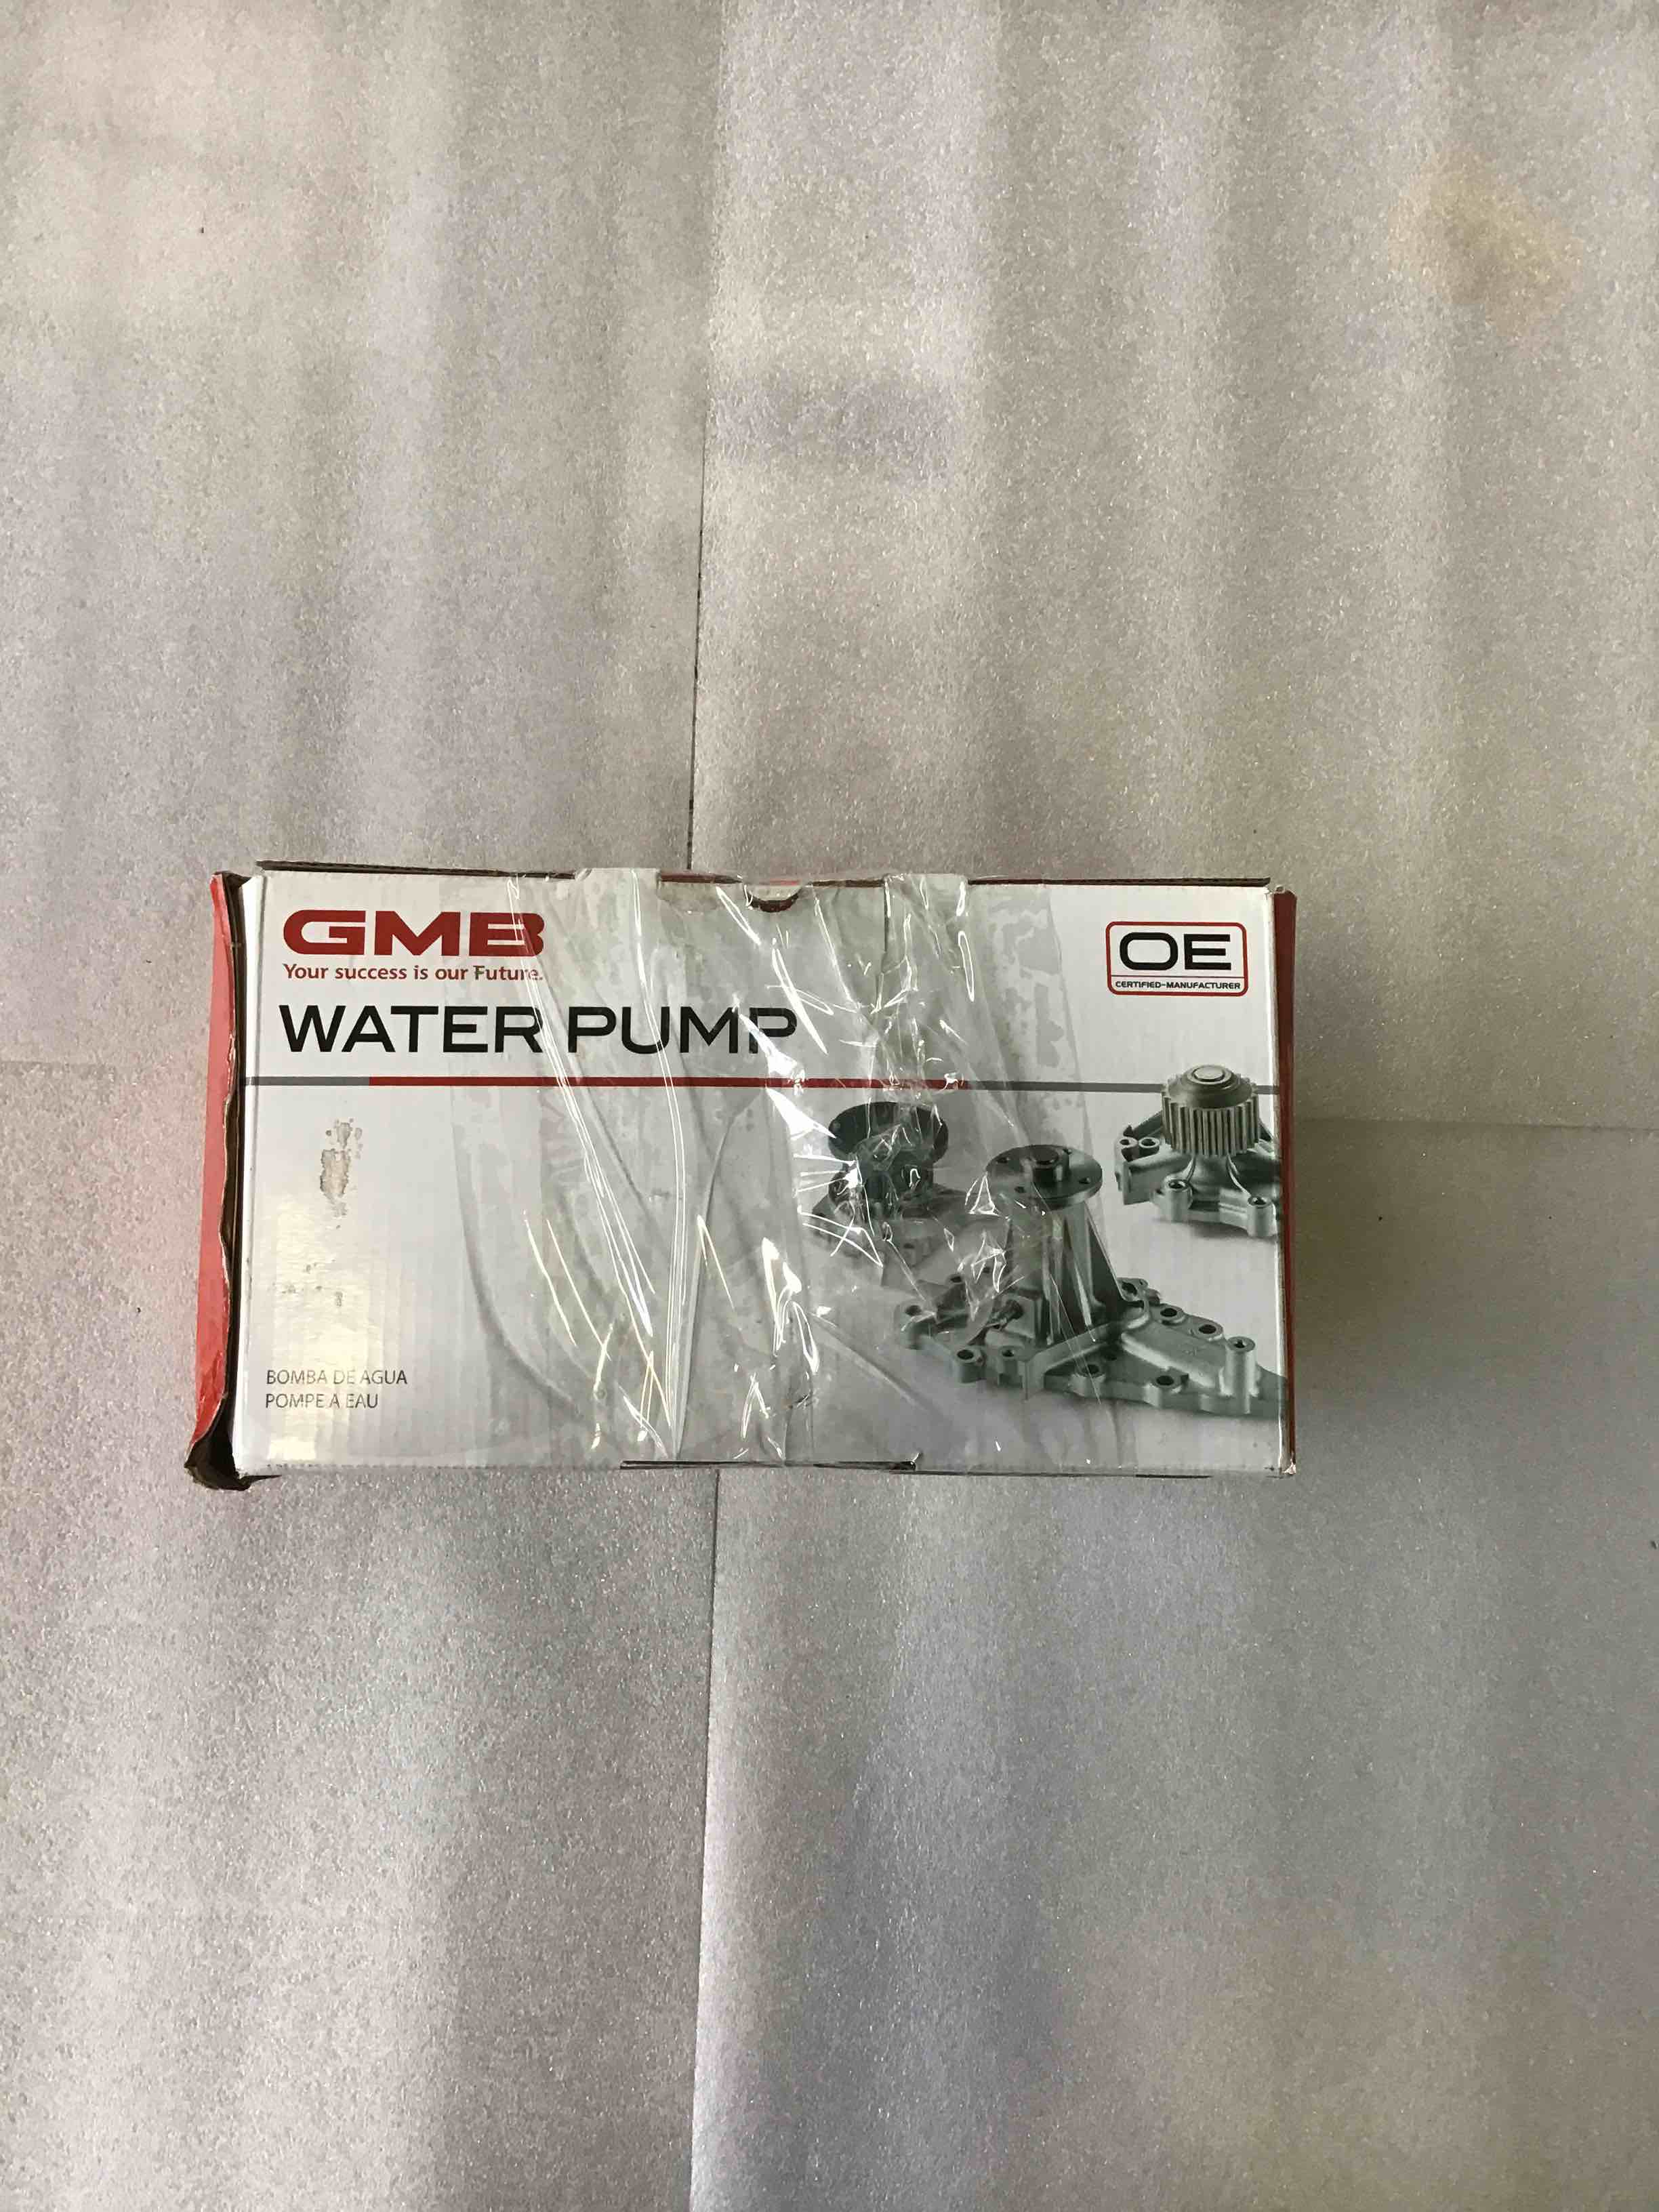 GMB
Your success is our Future.
WATER PUMP
OE
CERTIFIED-MANUFACTURER
BOMBA DE AGUA
POMPE A EAU